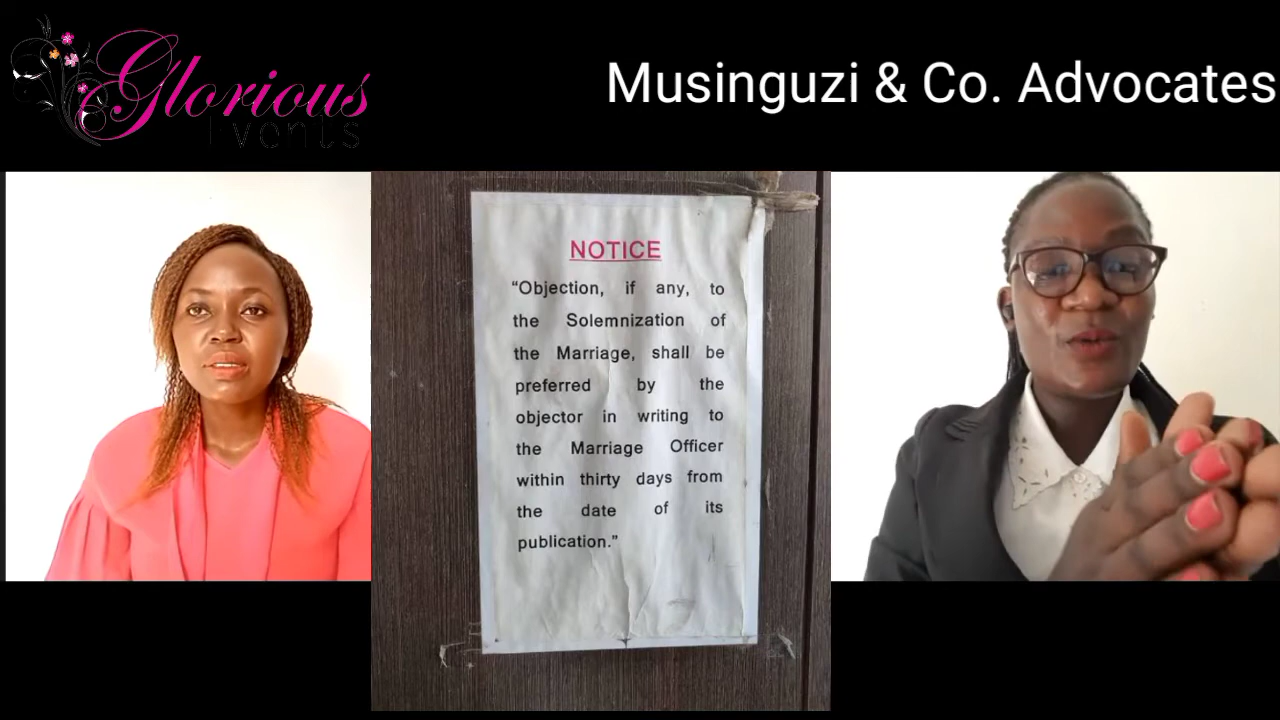 Glorious
Events
Musinguzi & Co. Advocates
NOTICE
“Objection, if any, to
the Solemnization of
the Marriage, shall be
preferred by the
objector in writing to
the Marriage Officer
within thirty days from
the date of its
publication.”